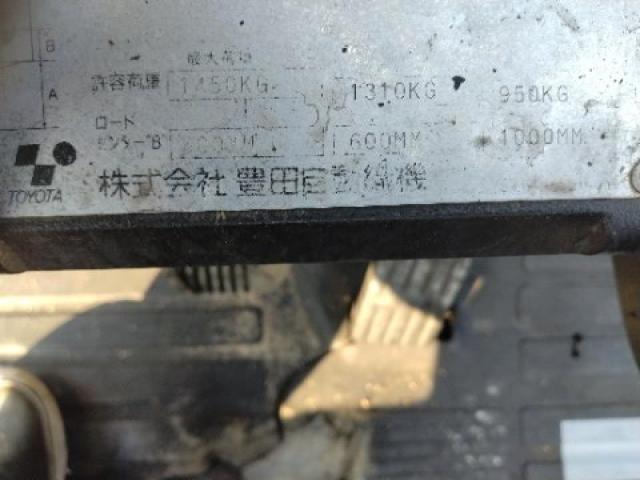 B
最大荷重
A
許容荷重 1450KG 1310KG 950KG
ロード
センターB 600MM 1000MM
TOYOTA 株式会社 豊田自動織機